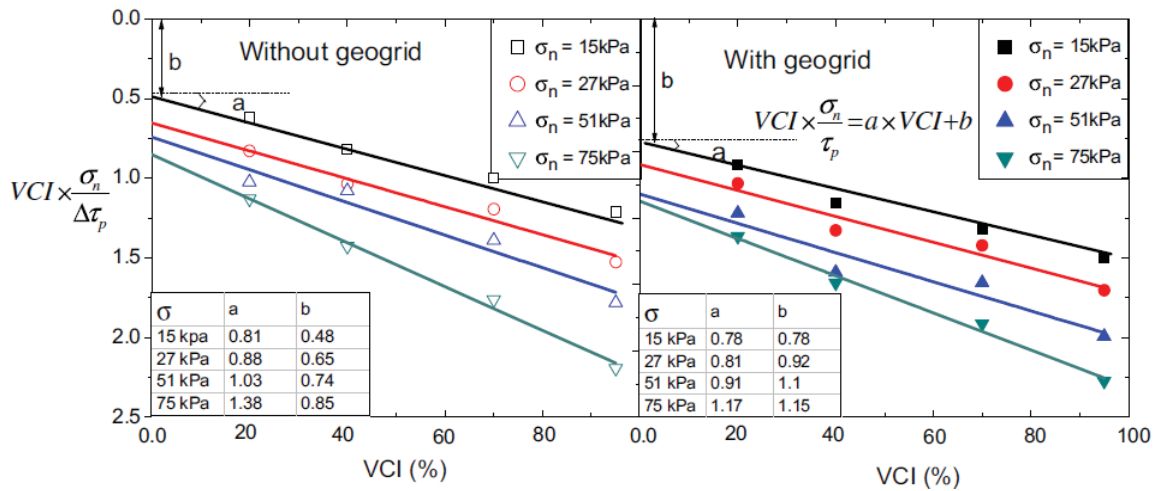 VCI × σn / Δτp
0.0
0.5
1.0
1.5
2.0
2.5
Without geogrid
b
a
σn = 15kPa
σn = 27kPa
σn = 51kPa
σn = 75kPa
σ a b
15 kpa 0.81 0.48
27 kPa 0.88 0.65
51 kPa 1.03 0.74
75 kPa 1.38 0.85
0.0 20 40 60 80
VCI (%)
With geogrid
b
a
VCI × σn / τp = a × VCI + b
σn = 15kPa
σn = 27kPa
σn = 51kPa
σn = 75kPa
σ a b
15 kPa 0.78 0.78
27 kPa 0.81 0.92
51 kPa 0.91 1.1
75 kPa 1.17 1.15
0.0 20 40 60 80 100
VCI (%)